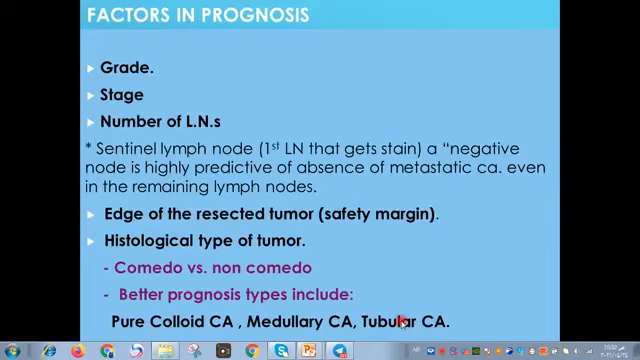 FACTORS IN PROGNOSIS
Grade.
Stage
Number of L.N.s
* Sentinel lymph node (1st LN that gets stain) a “negative
node is highly predictive of absence of metastatic ca. even
in the remaining lymph nodes.
Edge of the resected tumor (safety margin).
Histological type of tumor.
- Comedo vs. non comedo
- Better prognosis types include:
Pure Colloid CA , Medullary CA, Tubular CA.